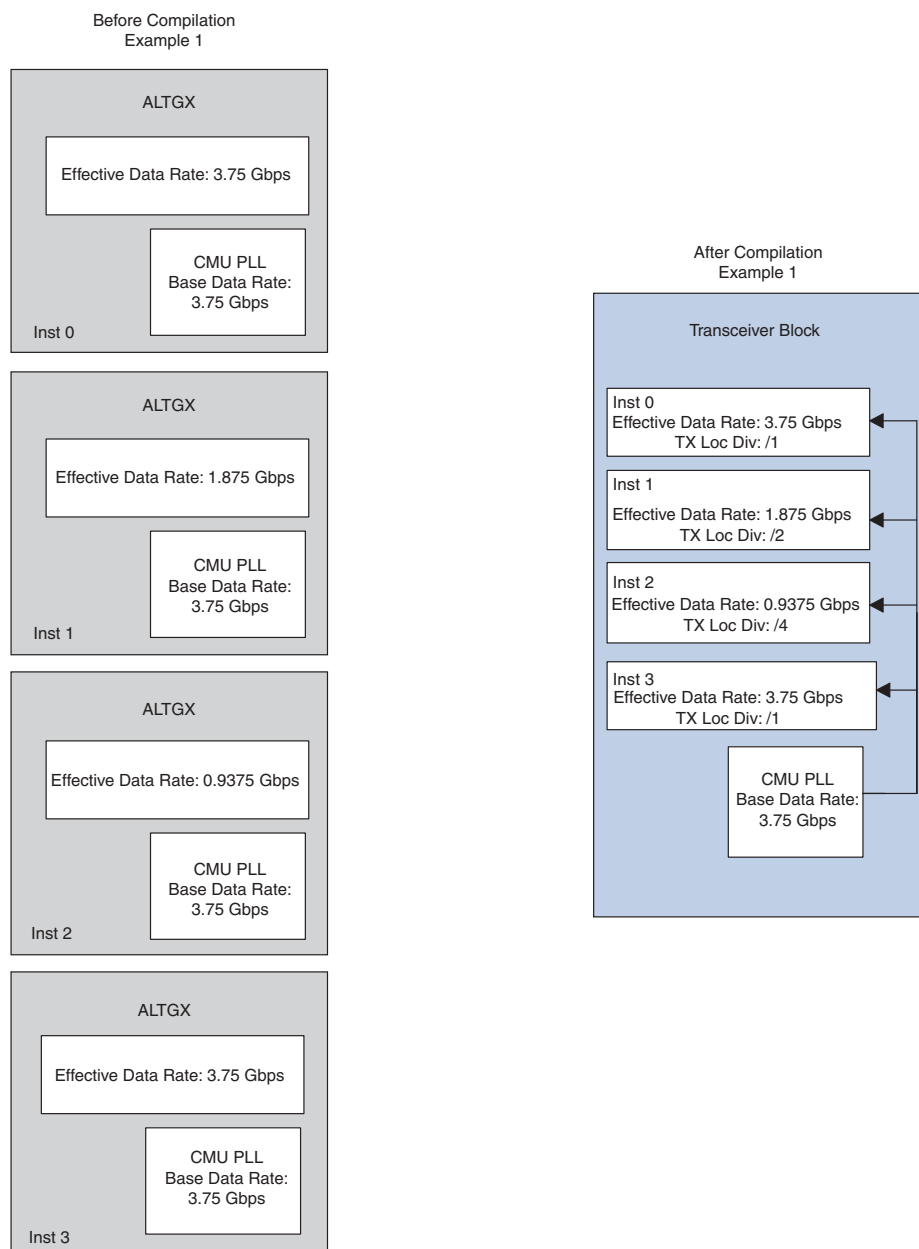 Before Compilation
Example 1
ALTGX
Effective Data Rate: 3.75 Gbps
CMU PLL
Base Data Rate:
3.75 Gbps
Inst 0
ALTGX
Effective Data Rate: 1.875 Gbps
CMU PLL
Base Data Rate:
3.75 Gbps
Inst 1
ALTGX
Effective Data Rate: 0.9375 Gbps
CMU PLL
Base Data Rate:
3.75 Gbps
Inst 2
ALTGX
Effective Data Rate: 3.75 Gbps
CMU PLL
Base Data Rate:
3.75 Gbps
Inst 3
After Compilation
Example 1
Transceiver Block
Inst 0
Effective Data Rate: 3.75 Gbps
TX Loc Div: /1
Inst 1
Effective Data Rate: 1.875 Gbps
TX Loc Div: /2
Inst 2
Effective Data Rate: 0.9375 Gbps
TX Loc Div: /4
Inst 3
Effective Data Rate: 3.75 Gbps
TX Loc Div: /1
CMU PLL
Base Data Rate:
3.75 Gbps